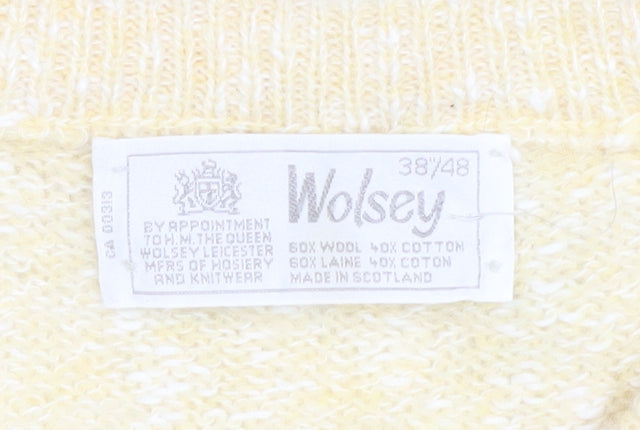 CA 00313
BY APPOINTMENT
TO H.M. THE QUEEN
WOLSEY LEICESTER
MFRS OF HOSIERY
AND KNITWEAR
38"/48
Wolsey
60% WOOL 40% COTTON
60% LAINE 40% COTON
MADE IN SCOTLAND